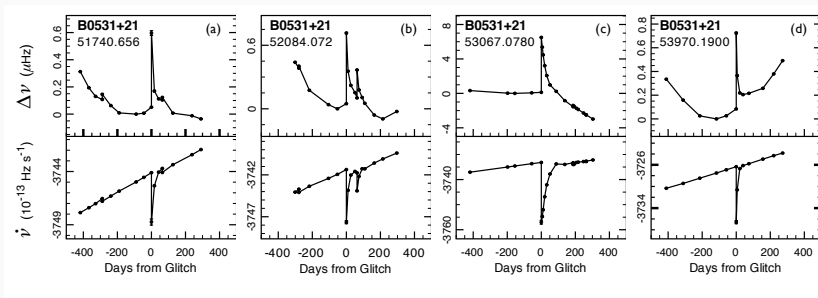 B0531+21 (a)
51740.656
B0531+21 (b)
52084.072
B0531+21 (c)
53067.0780
B0531+21 (d)
53970.1900
Δν (μHz)
0 0.2 0.4 0.6
0 0.6
-4 0 4 8
0 0.2 0.4 0.6
ν̇ (10⁻¹³ Hz s⁻¹)
-3749 -3744
-3747 -3742
-3760 -3740
-3734 -3726
-400 -200 0 200 400
-400 -200 0 200 400
-400 -200 0 200 400
-400 -200 0 200 400
Days from Glitch
Days from Glitch
Days from Glitch
Days from Glitch